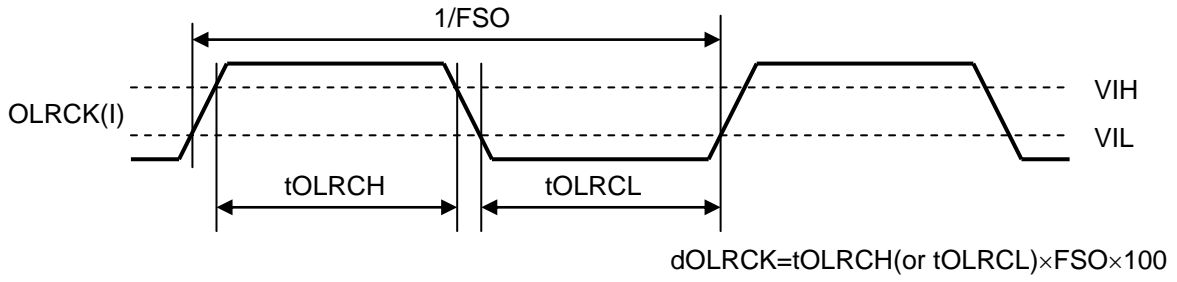 1/FSO
VIH
OLRCK(I)
VIL
tOLRCH tOLRCL
dOLRCK=tOLRCH(or tOLRCL)×FSO×100